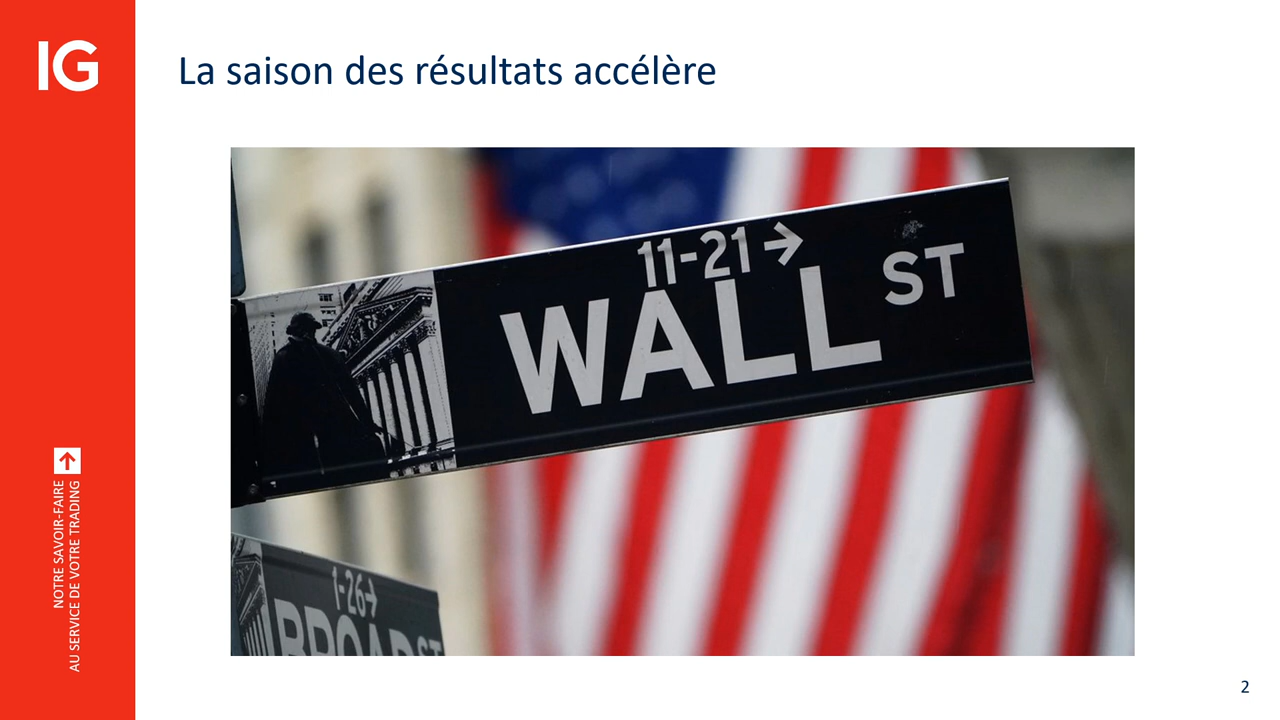 IG
La saison des résultats accélère
11-21→
WALL ST
1-26→
BROAD ST
NOTRE SAVOIR-FAIRE
AU SERVICE DE VOTRE TRADING
2